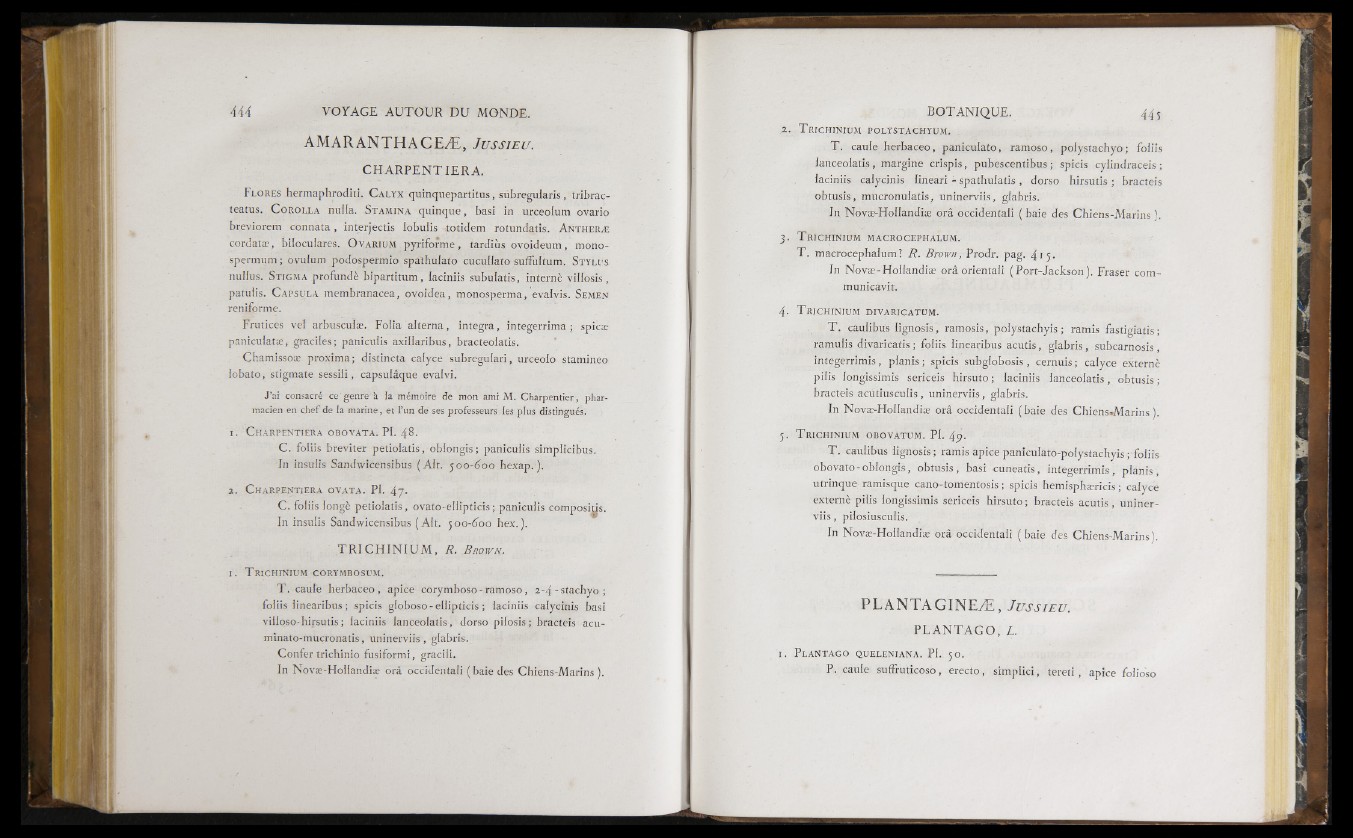 444 VOYAGE AUTOUR DU MONDE.
AMARANTHACEÆ, JUSSIEU.
CHARPENTIERA.
FLORES hermaphroditi. CALYX quinquepartitus, subregularis, tribrac-
teatus. COROLLA nulla. STAMINA quinque, basi in urceolum ovario
breviorem connata, interjectis lobulis totidem rotundatis. ANTHERÆ
cordatæ, biloculares. OVARIUM pyriforme, tardiùs ovoideum, mono-
spermum; ovulum podospermio spathulato cucullato suffultum. STYLUS
nullus. STIGMA profundè bipartitum, laciniis subulatis, internè villosis,
patulis. CAPSULA membranacea, ovoidea, monosperma, evalvis. SEMEN
reniforme.
Frutices vel arbusculæ. Folia alterna, integra, integerrima; spicæ
paniculatæ, graciles; paniculis axillaribus, bracteolatis.
Chamissoæ proxima; distincta calyce subregulari, urceolo stamineo
lobato, stigmate sessili, capsulâque evalvi.
J'ai consacré ce genre à la mémoire de mon ami M. Charpentier, phar-
macien en chef de la marine, et l'un de ses professeurs les plus distingués.
1. CHARPENTIERA OBOVATA. Pl. 48.
C. foliis breviter petiolatis, oblongis; paniculis simplicibus.
In insulis Sandwicensibus (Alt. 500-600 hexap.).
2. CHARPENTIERA OVATA. Pl. 47.
C. foliis longè petiolatis, ovato-ellipticis; paniculis compositis.
In insulis Sandwicensibus (Alt. 500-600 hex.).
TRICHINIUM, R. BROWN.
1. TRICHINIUM CORYMBOSUM.
T. caule herbaceo, apice corymboso-ramoso, 2-4-stachyo;
foliis linearibus; spicis globoso-ellipticis; laciniis calycinis basi
villoso-hirsutis; laciniis lanceolatis, dorso pilosis; bracteis acu-
minato-mucronatis, uninerviis, glabris.
Confer trichinio fusiformi, gracili.
In Novæ-Hollandiæ orâ occidentali (baie des Chiens-Marins).
BOTANIQUE. 445
2. TRICHINIUM POLYSTACHYUM.
T. caule herbaceo, paniculato, ramoso, polystachyo; foliis
lanceolatis, margine crispis, pubescentibus; spicis cylindraceis;
laciniis calycinis lineari-spathulatis, dorso hirsutis; bracteis
obtusis, mucronulatis, uninerviis, glabris.
In Novæ-Hollandiæ orâ occidentali (baie des Chiens-Marins).
3. TRICHINIUM MACROCEPHALUM.
T. macrocephalum? R. Brown, Prodr. pag. 415.
In Novæ-Hollandiæ orâ orientali (Port-Jackson). Fraser com-
municavit.
4. TRICHINIUM DIVARICATUM.
T. caulibus lignosis, ramosis, polystachyis; ramis fastigiatis;
ramulis divaricatis; foliis linearibus acutis, glabris, subcarnosis,
integerrimis, planis; spicis subglobosis, cernuis; calyce externè
pilis longissimis sericeis hirsuto; laciniis lanceolatis, obtusis;
bracteis acutiusculis, uninerviis, glabris.
In Novæ-Hollandiæ orâ occidentali (baie des Chiens-Marins).
5. TRICHINIUM OBOVATUM. Pl. 49.
T. caulibus lignosis; ramis apice paniculato-polystachyis; foliis
obovato-oblongis, obtusis, basi cuneatis, integerrimis, planis,
utrinque ramisque cano-tomentosis; spicis hemisphæricis; calyce
externè pilis longissimis sericeis hirsuto; bracteis acutis, uniner-
viis, pilosiusculis.
In Novæ-Hollandiæ orâ occidentali (baie des Chiens-Marins).
PLANTAGINEÆ, JUSSIEU.
PLANTAGO, L.
1. PLANTAGO QUELENIANA. Pl. 50.
P. caule suffruticoso, erecto, simplici, tereti, apice folioso